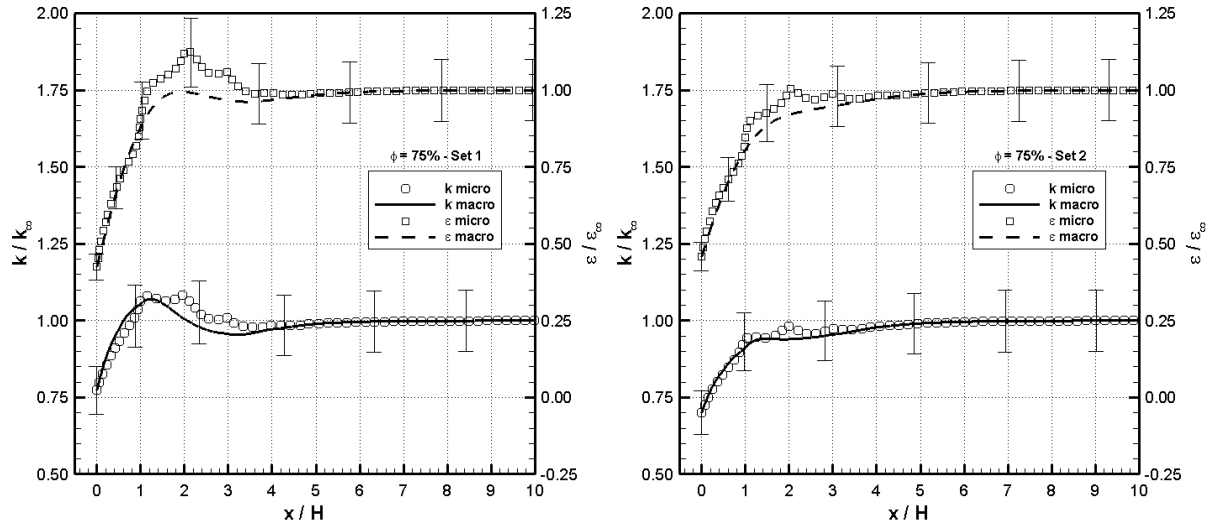 2.00
1.75
1.50
1.25
1.00
0.75
0.50
k / k∞
1.25
1.00
0.75
0.50
0.25
0.00
-0.25
ε / ε∞
ϕ = 75% - Set 1
k micro
k macro
ε micro
ε macro
0 1 2 3 4 5 6 7 8 9 10
x / H
2.00
1.75
1.50
1.25
1.00
0.75
0.50
k / k∞
1.25
1.00
0.75
0.50
0.25
0.00
-0.25
ε / ε∞
ϕ = 75% - Set 2
k micro
k macro
ε micro
ε macro
0 1 2 3 4 5 6 7 8 9 10
x / H